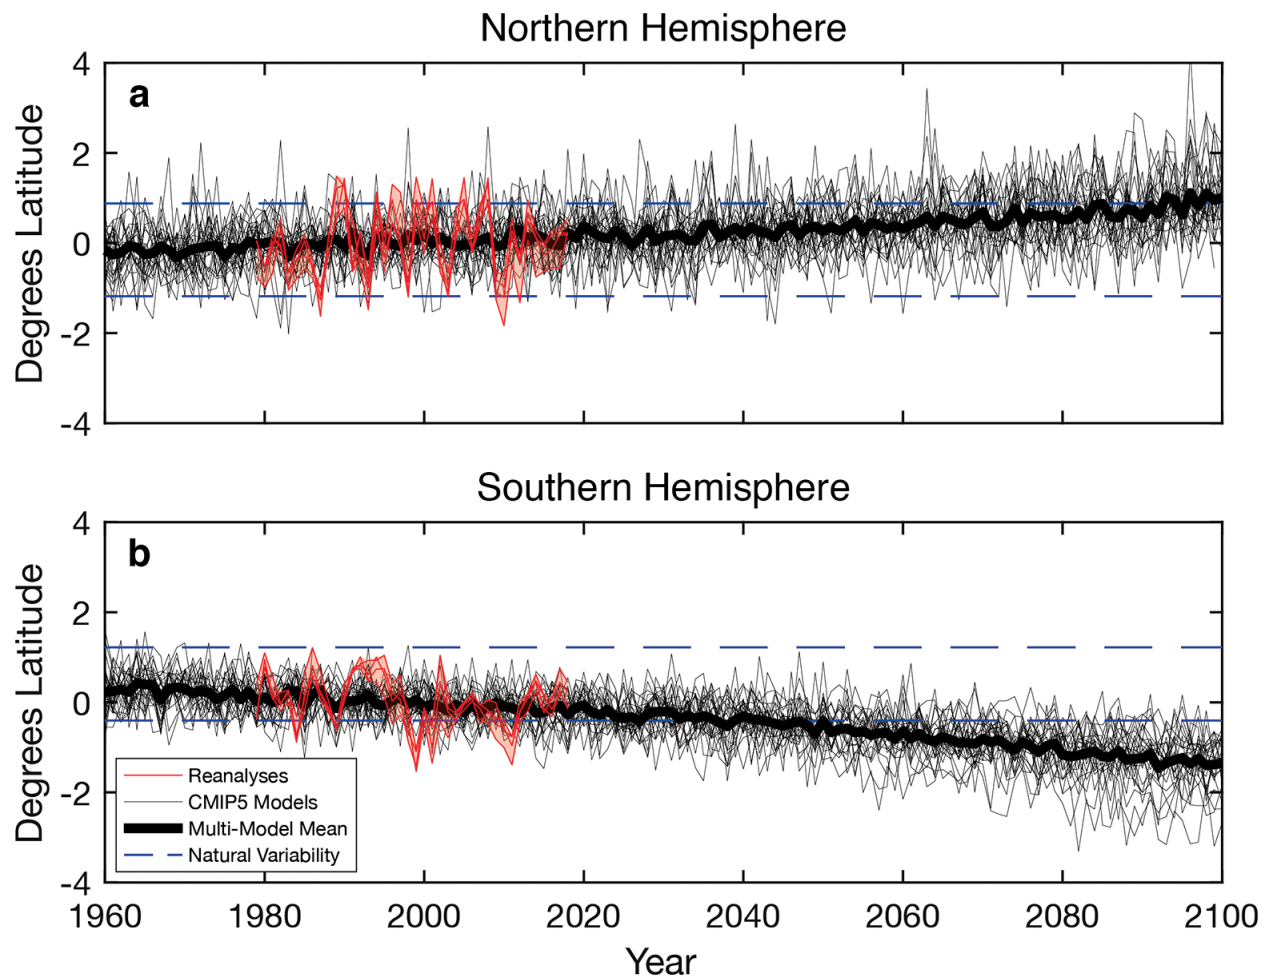 Northern Hemisphere
a
Degrees Latitude
4
2
0
-2
-4
Southern Hemisphere
b
Degrees Latitude
4
2
0
-2
-4
Reanalyses
CMIP5 Models
Multi-Model Mean
Natural Variability
1960 1980 2000 2020 2040 2060 2080 2100
Year